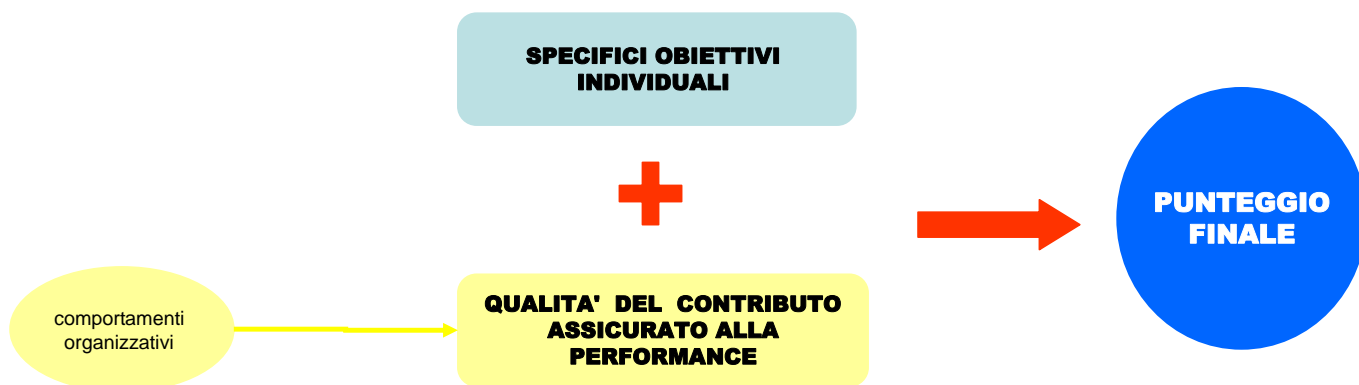 SPECIFICI OBIETTIVI
INDIVIDUALI
PUNTEGGIO
FINALE
comportamenti
organizzativi
QUALITA' DEL CONTRIBUTO
ASSICURATO ALLA
PERFORMANCE